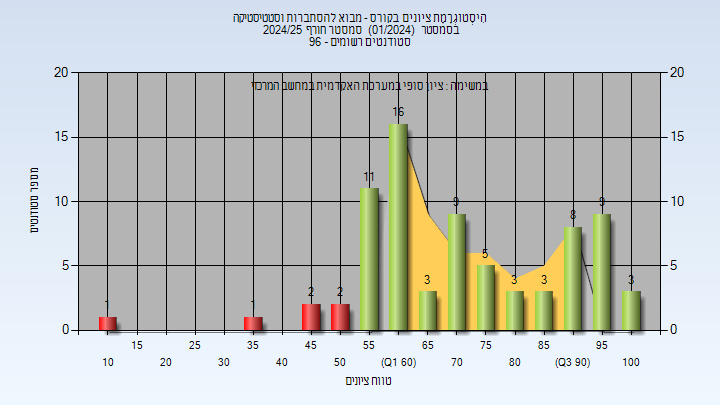 היסטוגרמת ציונים בקורס - מבוא להסתברות וסטטיסטיקה
בסמסטר (01/2024) סמסטר חורף 2024/25
סטודנטים רשומים - 96
במשימה : ציון סופי במערכת האקדמית במחשב המרכזי
20 20
15 15
10 10
5 5
0 0
מספר סטודנטים
1 1 2 2 11 16 3 9 5 3 3 8 9 3
15 25 35 45 55 65 75 85 95
10 20 30 40 50 (Q1 60) 70 80 (Q3 90) 100
טווח ציונים